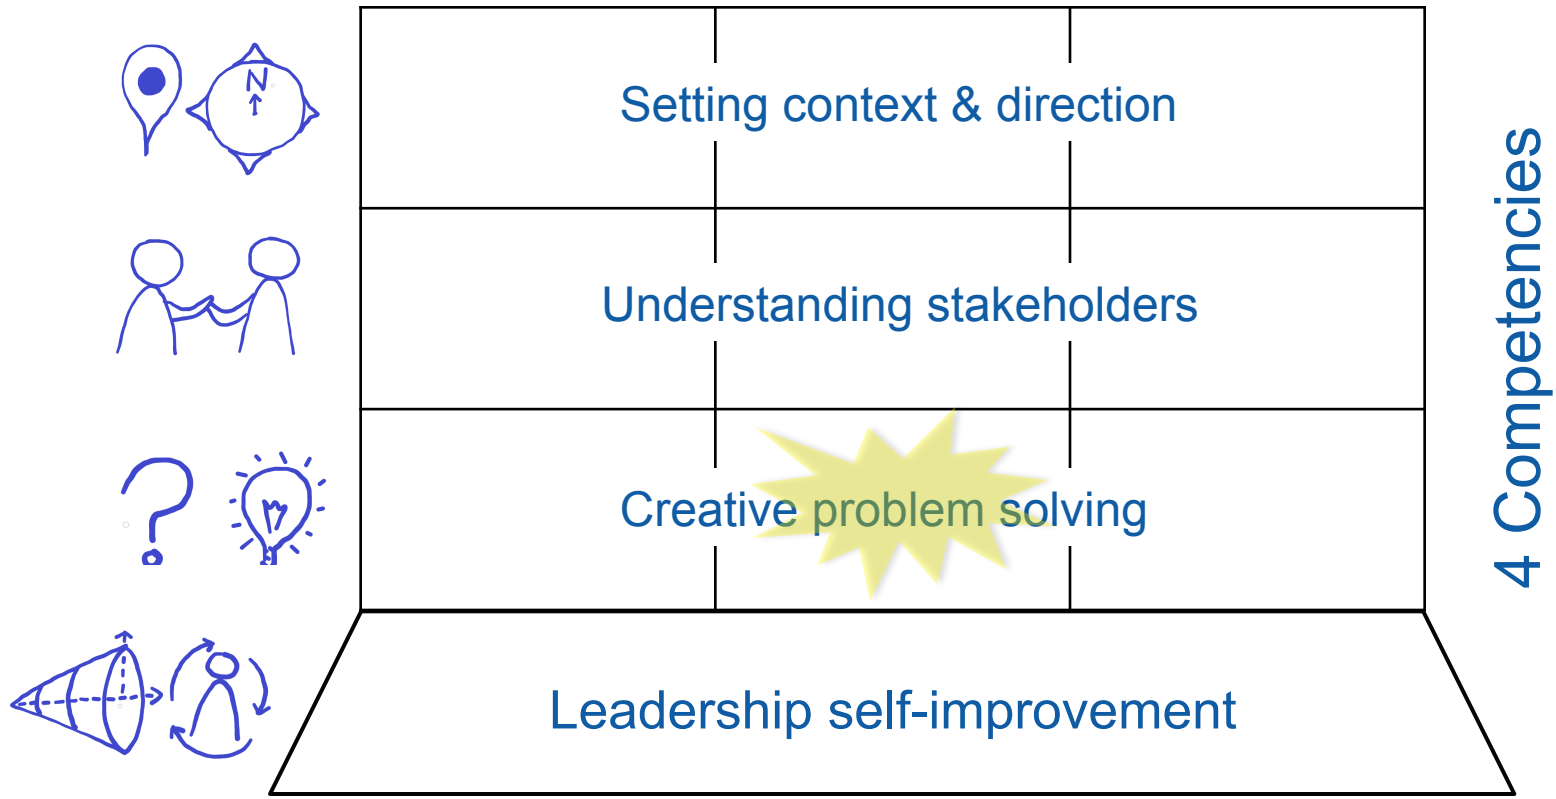 N
Setting context & direction
Understanding stakeholders
Creative problem solving
Leadership self-improvement
4 Competencies